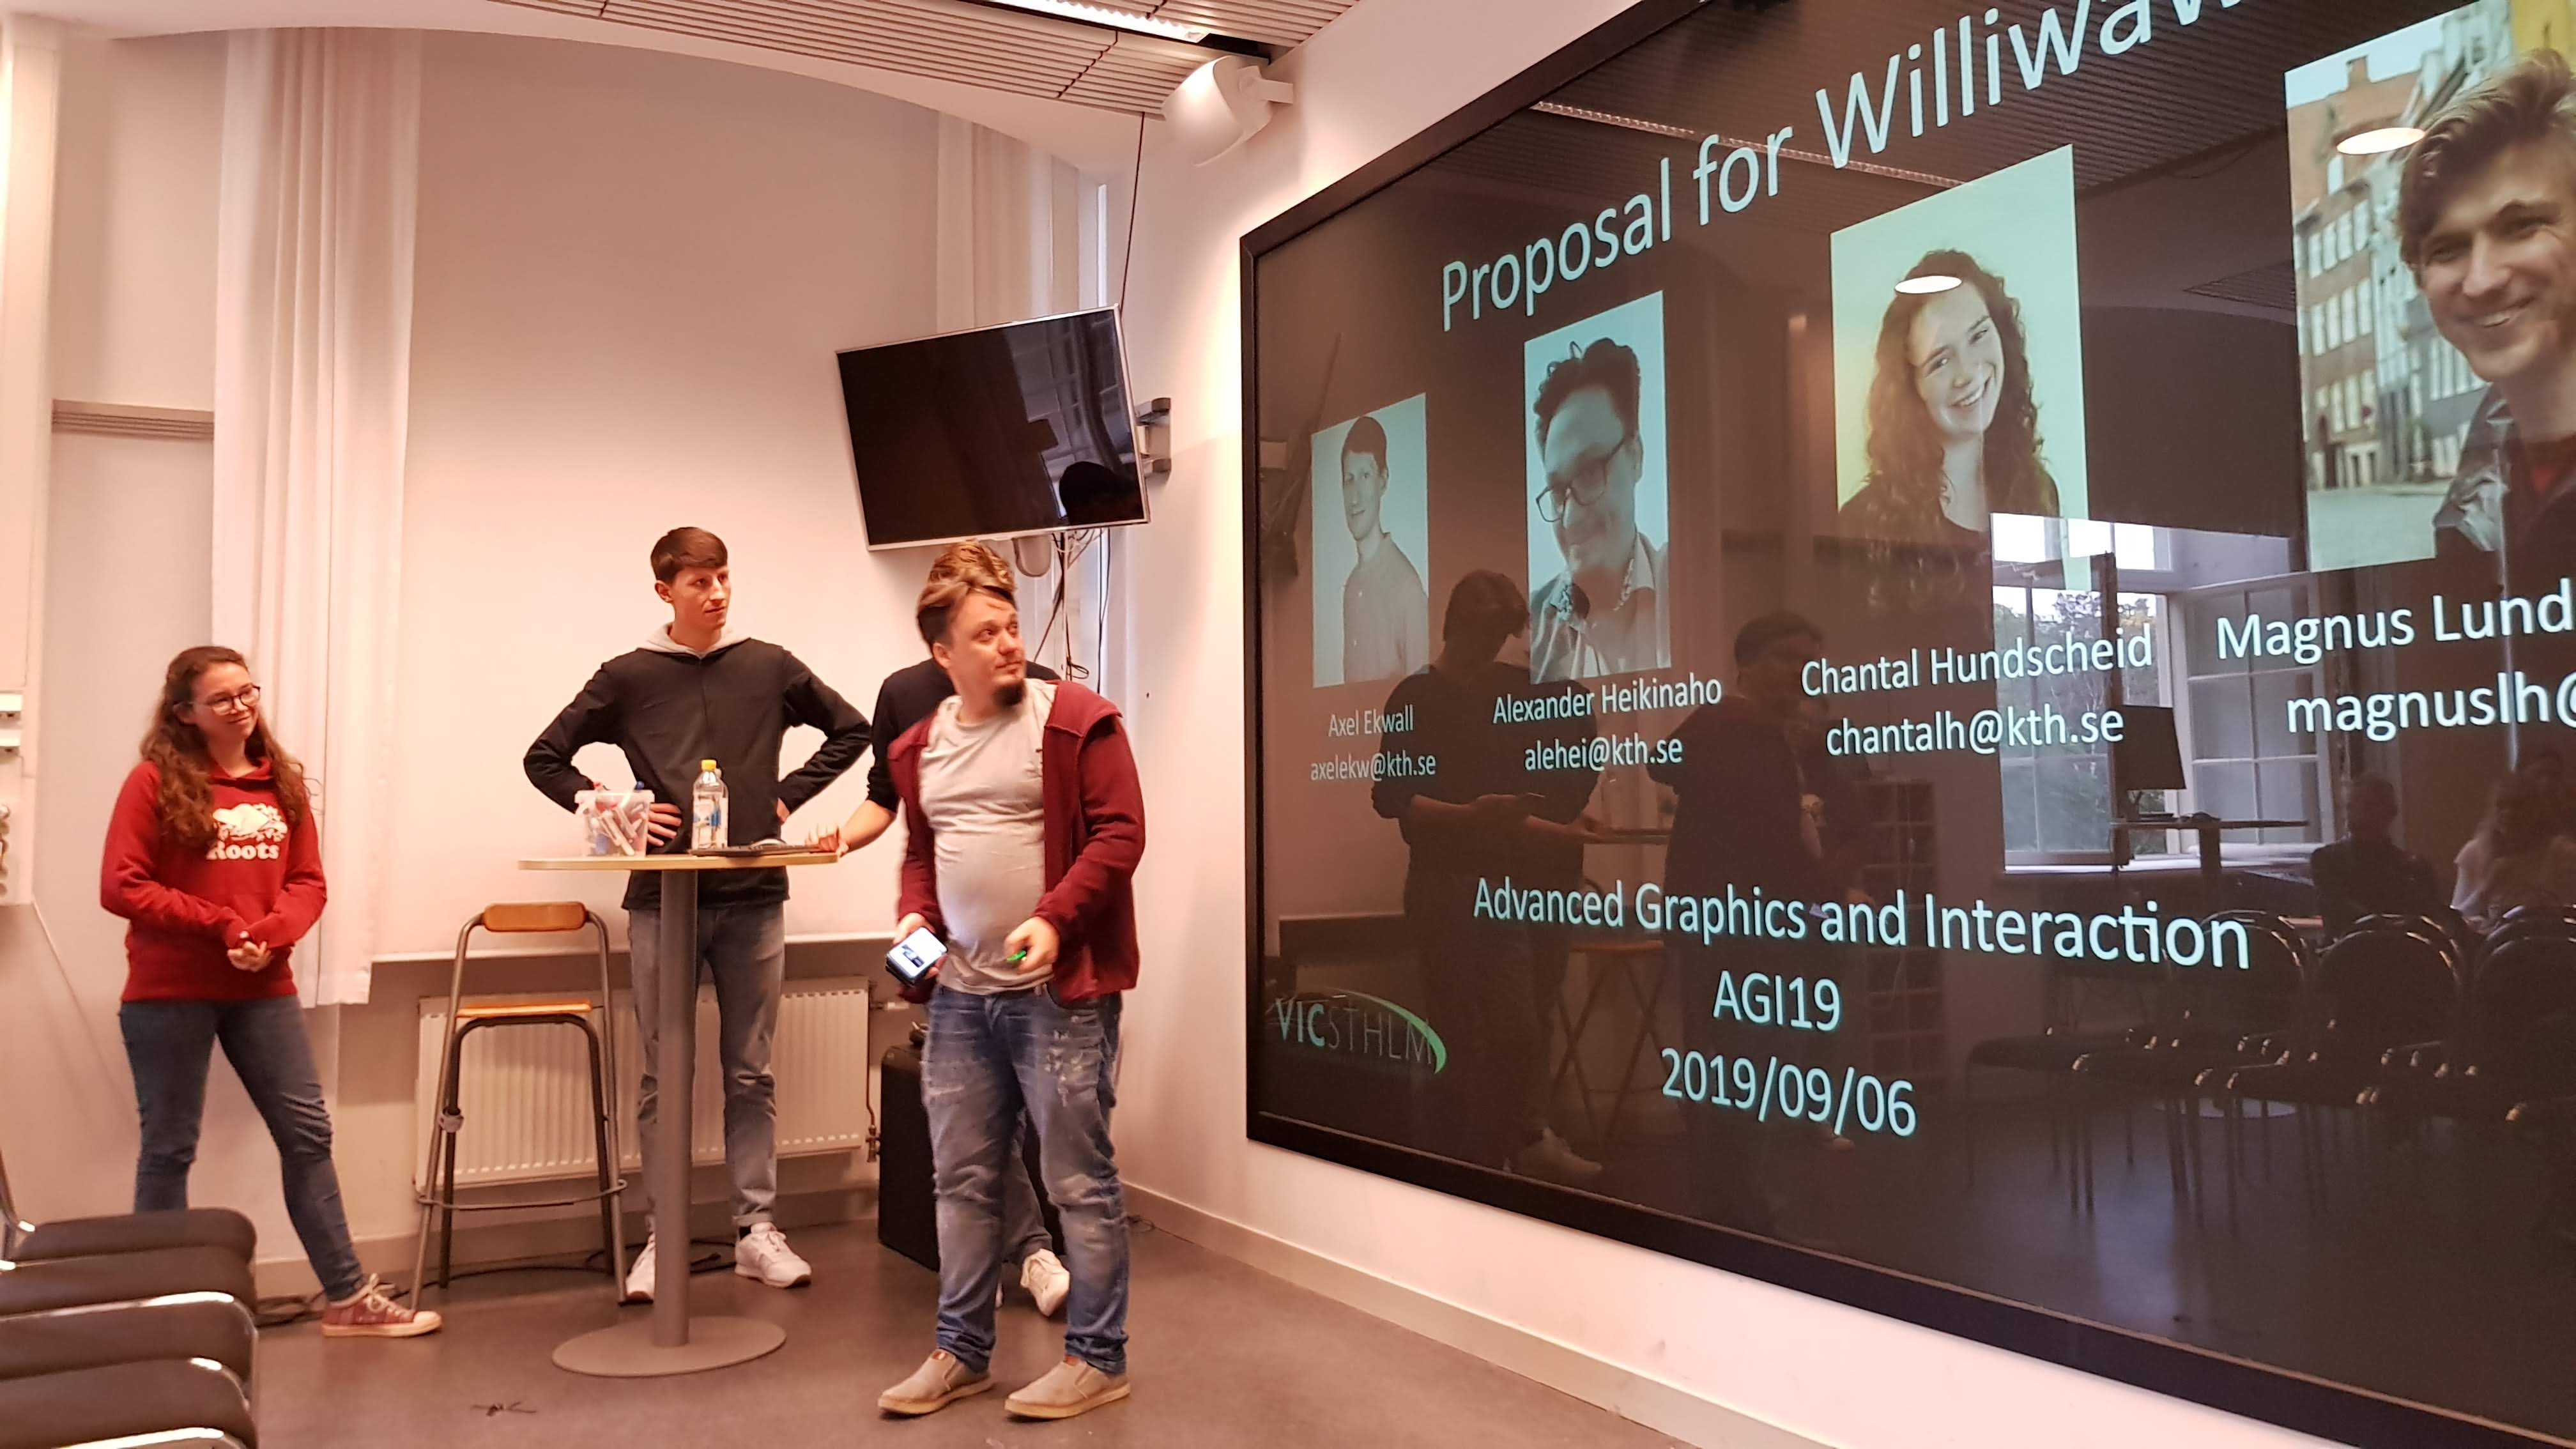 Proposal for Williwaw
Axel Ekwall
axelekw@kth.se
Alexander Heikinaho
alehei@kth.se
Chantal Hundscheid
chantalh@kth.se
Magnus Lund
magnuslh@
Advanced Graphics and Interaction
AGI19
2019/09/06
VICSTHLM
Roots